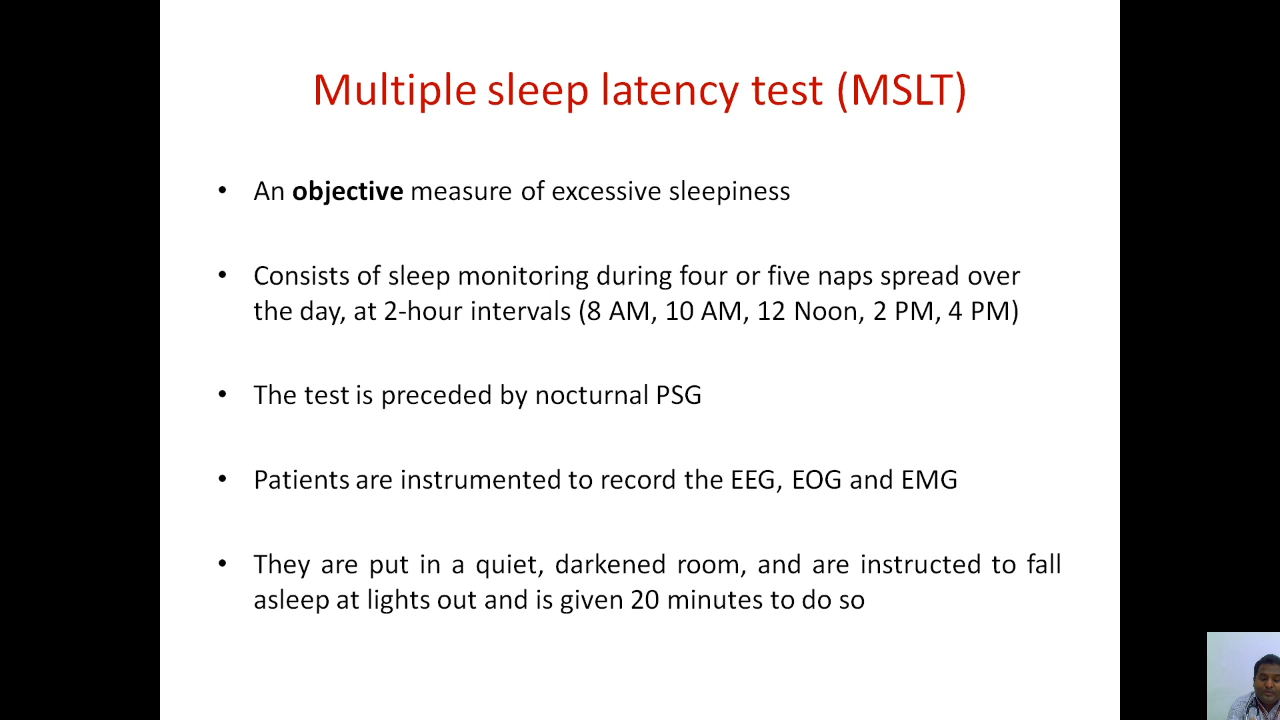 Multiple sleep latency test (MSLT)
• An objective measure of excessive sleepiness
• Consists of sleep monitoring during four or five naps spread over
the day, at 2-hour intervals (8 AM, 10 AM, 12 Noon, 2 PM, 4 PM)
• The test is preceded by nocturnal PSG
• Patients are instrumented to record the EEG, EOG and EMG
• They are put in a quiet, darkened room, and are instructed to fall
asleep at lights out and is given 20 minutes to do so